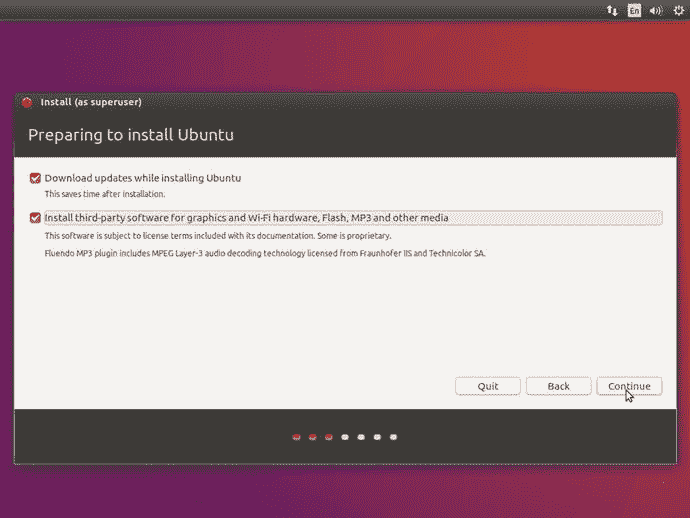 En
Install (as superuser)
Preparing to install Ubuntu
Download updates while installing Ubuntu
This saves time after installation.
Install third-party software for graphics and Wi-Fi hardware, Flash, MP3 and other media
This software is subject to license terms included with its documentation. Some is proprietary.
Fluendo MP3 plugin includes MPEG Layer-3 audio decoding technology licensed from Fraunhofer IIS and Technicolor SA.
Quit Back Continue